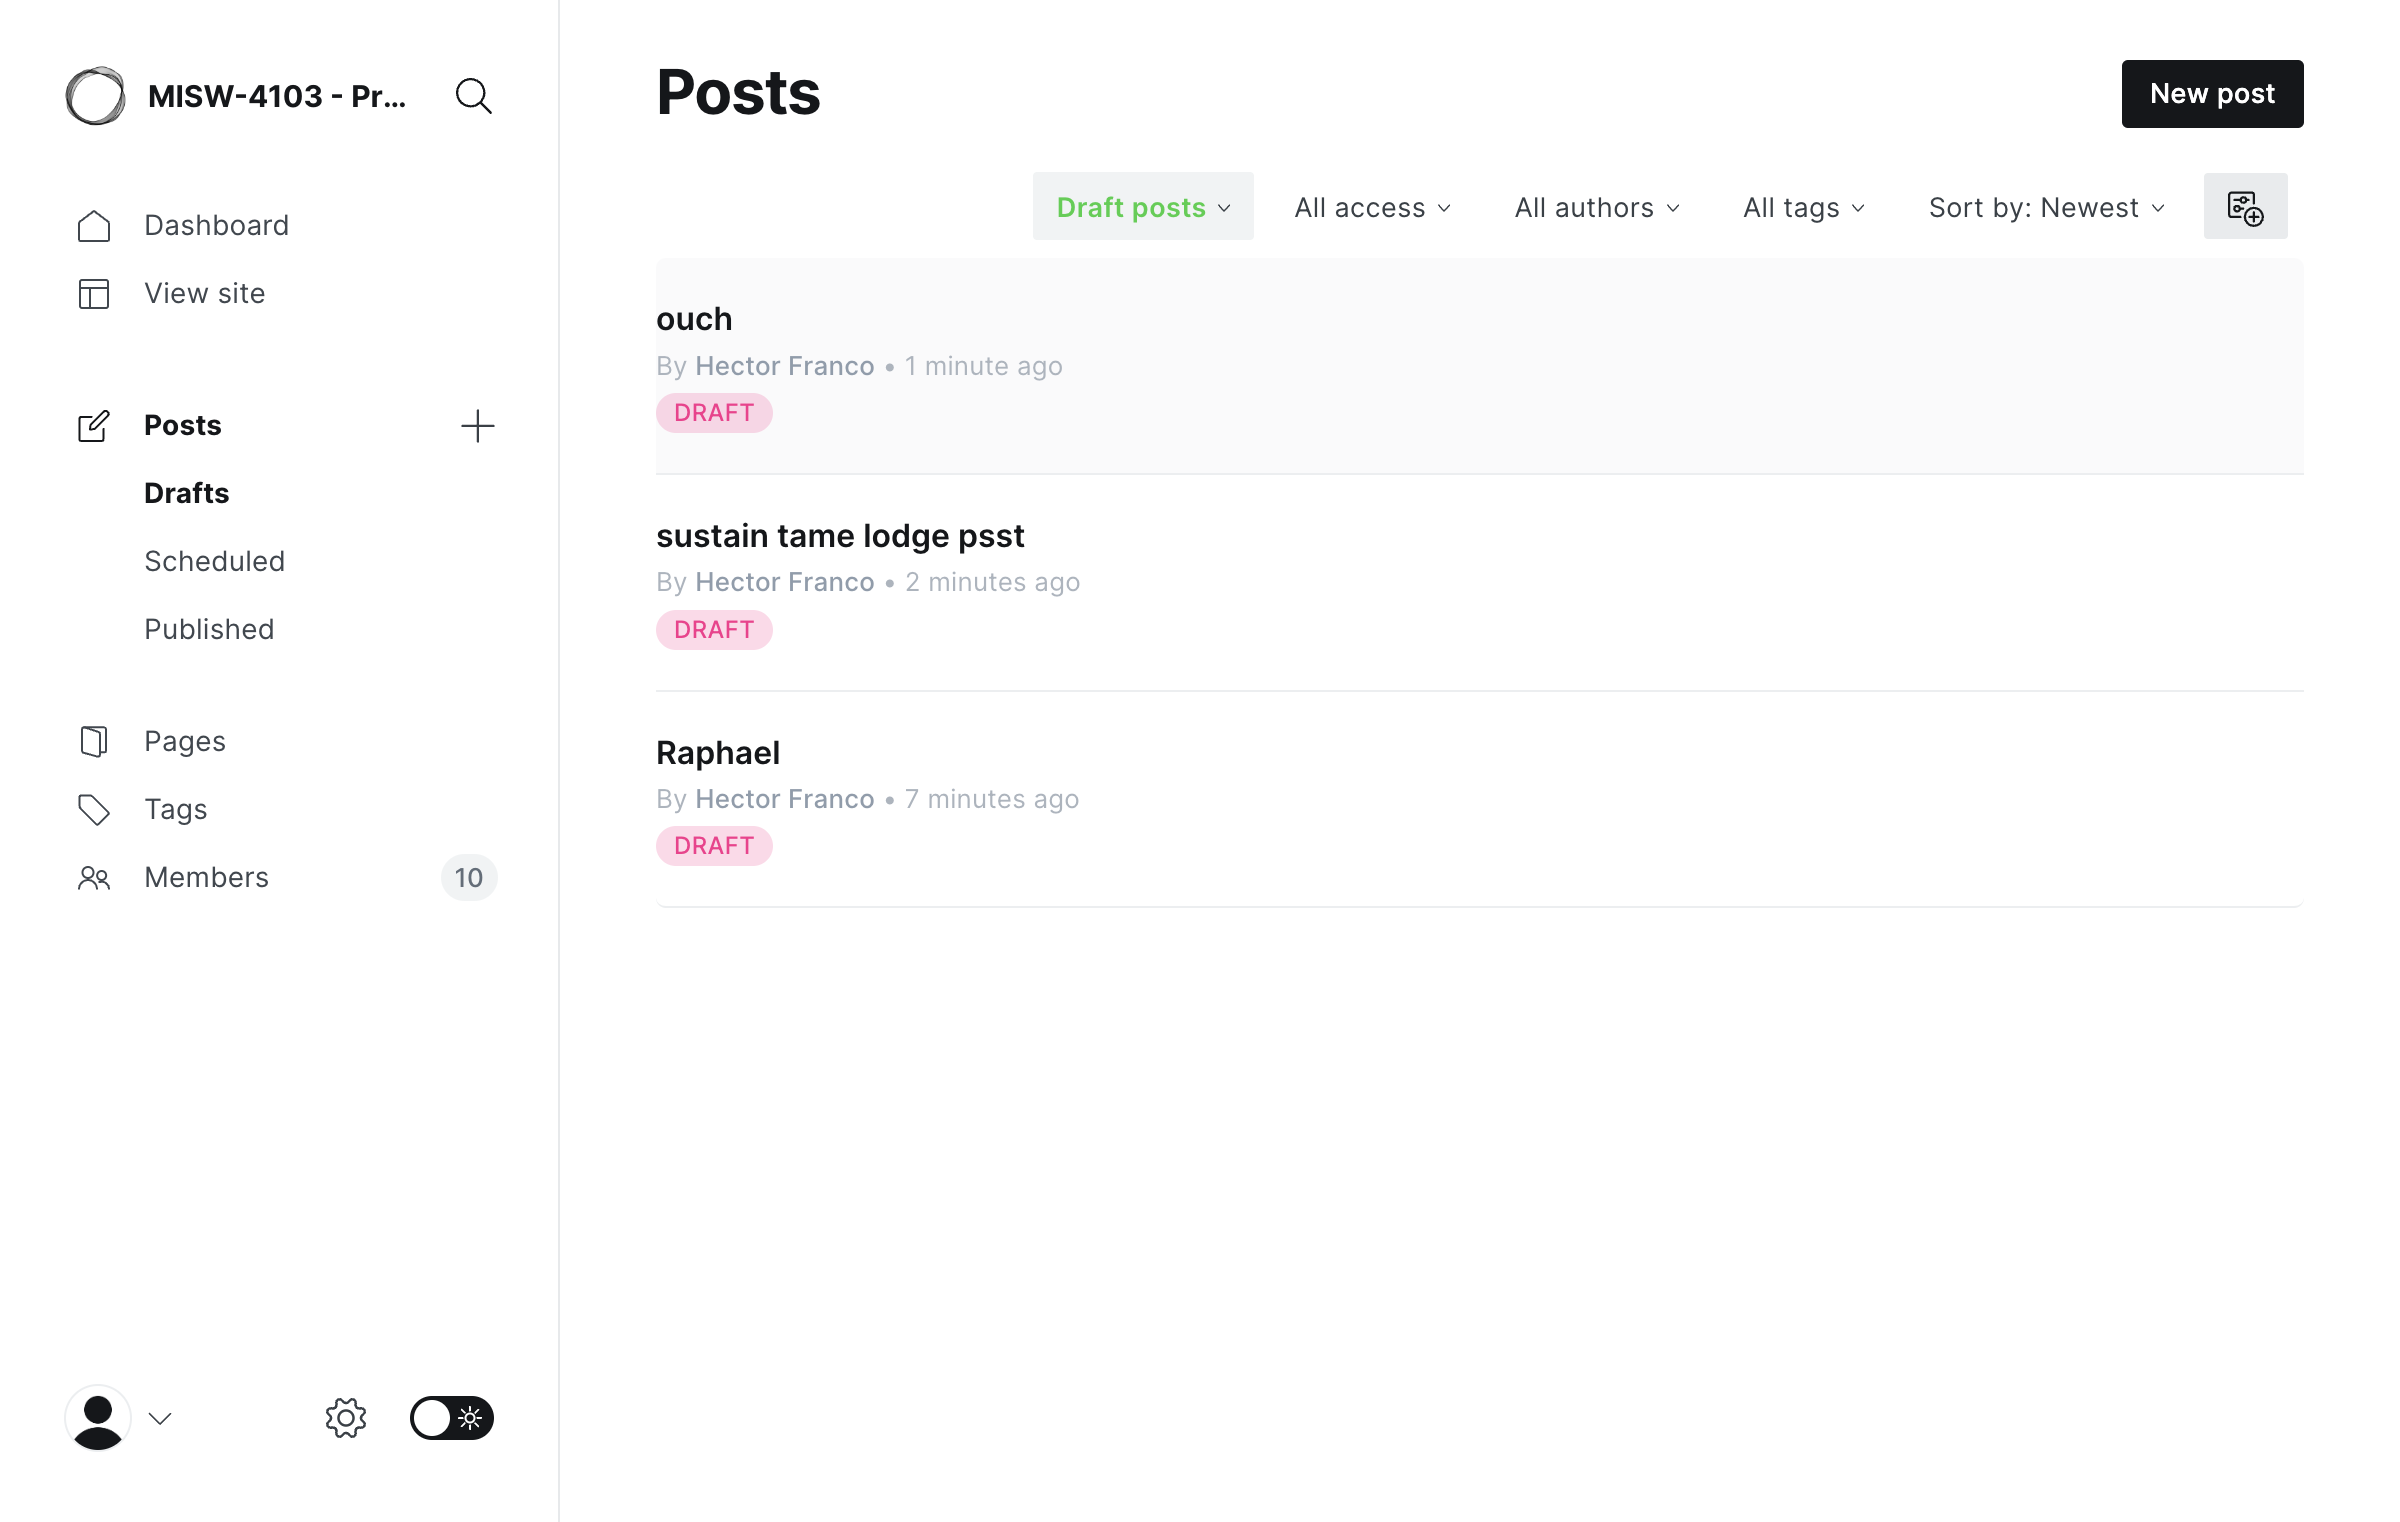 MISW-4103 - Pr...
Dashboard
View site
Posts
Drafts
Scheduled
Published
Pages
Tags
Members 10
Posts
New post
Draft posts All access All authors All tags Sort by: Newest
ouch
By Hector Franco • 1 minute ago
DRAFT
sustain tame lodge psst
By Hector Franco • 2 minutes ago
DRAFT
Raphael
By Hector Franco • 7 minutes ago
DRAFT